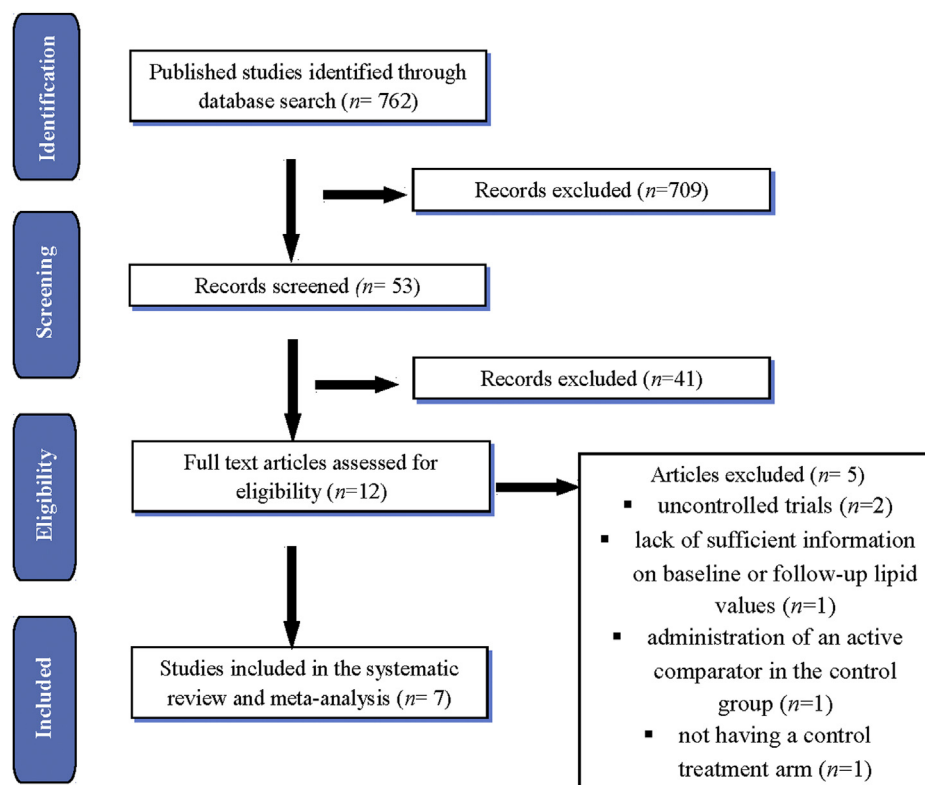 Identification
Published studies identified through
database search (n= 762)
Records excluded (n=709)
Screening
Records screened (n= 53)
Records excluded (n=41)
Eligibility
Full text articles assessed for
eligibility (n=12)
Articles excluded (n= 5)
▪ uncontrolled trials (n=2)
▪ lack of sufficient information
on baseline or follow-up lipid
values (n=1)
▪ administration of an active
comparator in the control
group (n=1)
▪ not having a control
treatment arm (n=1)
Included
Studies included in the systematic
review and meta-analysis (n= 7)